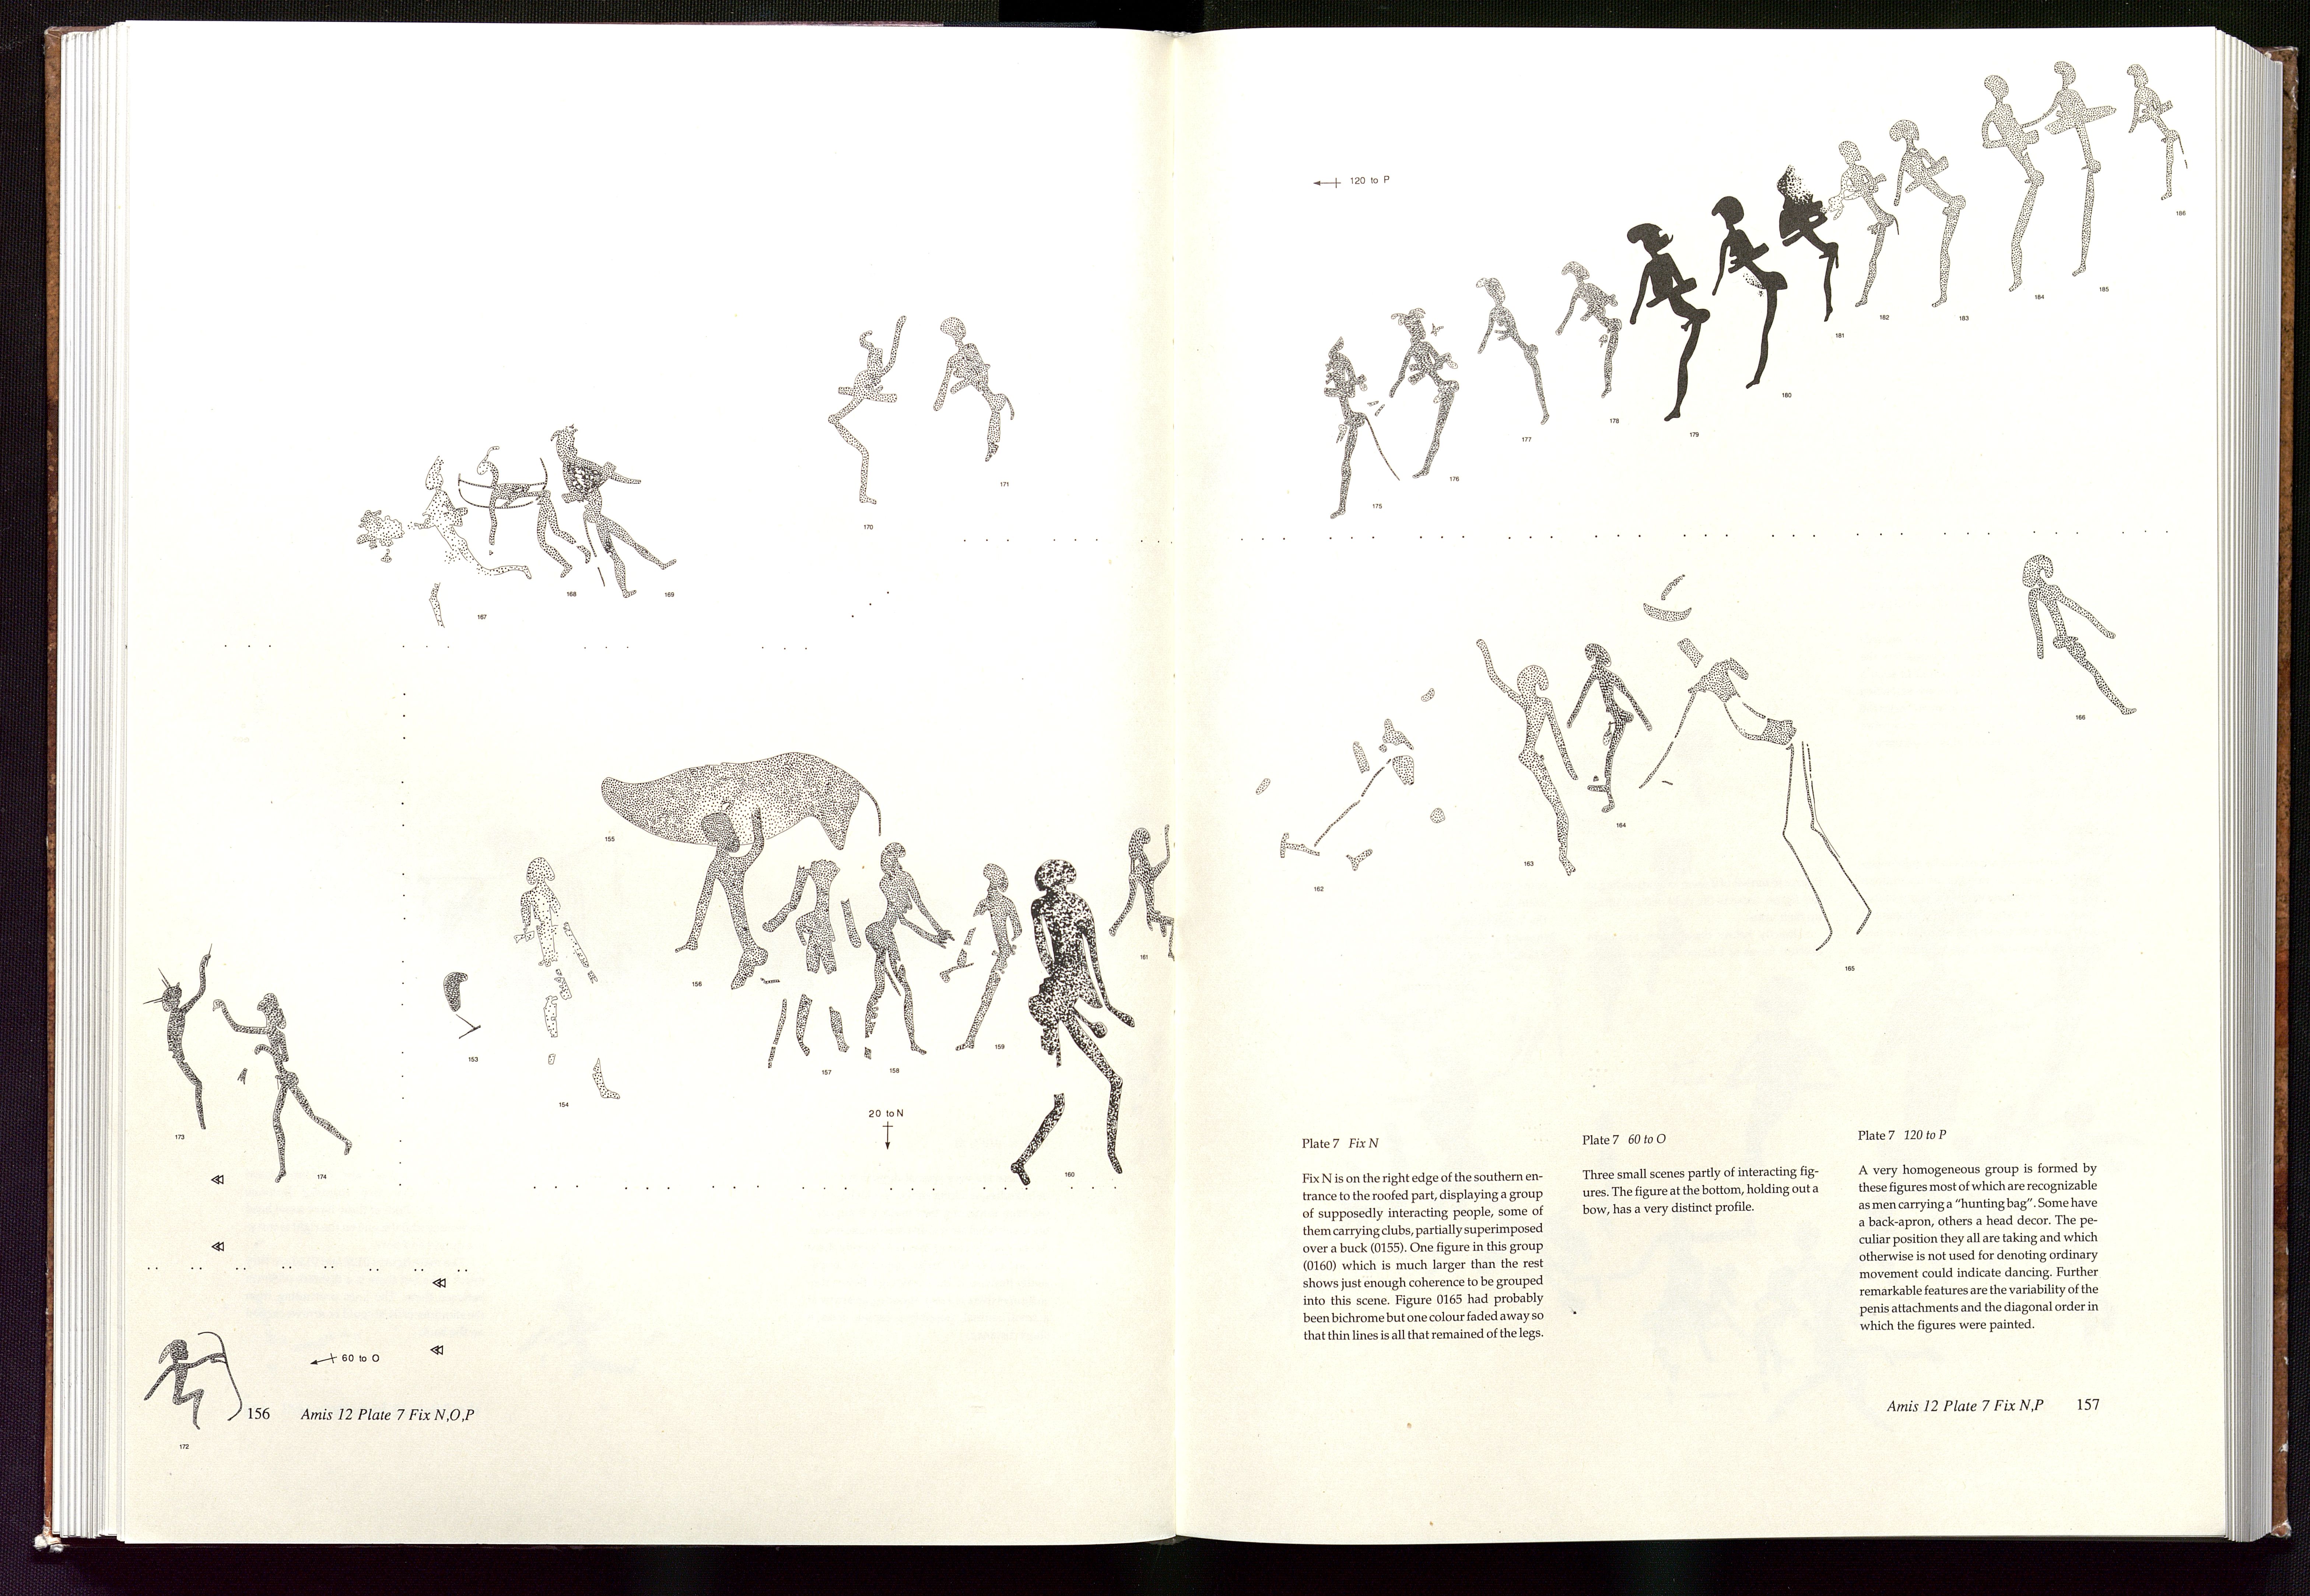 171
170
168
169
167
155
156
153
154
157
158
159
161
160
20 to N
173
174
60 to O
156 Amis 12 Plate 7 Fix N,O,P
172
120 to P
186
185
184
183
182
181
180
179
178
177
176
175
166
164
163
162
165
Plate 7 Fix N
Fix N is on the right edge of the southern en-
trance to the roofed part, displaying a group
of supposedly interacting people, some of
them carrying clubs, partially superimposed
over a buck (0155). One figure in this group
(0160) which is much larger than the rest
shows just enough coherence to be grouped
into this scene. Figure 0165 had probably
been bichrome but one colour faded away so
that thin lines is all that remained of the legs.
Plate 7 60 to O
Three small scenes partly of interacting fig-
ures. The figure at the bottom, holding out a
bow, has a very distinct profile.
Plate 7 120 to P
A very homogeneous group is formed by
these figures most of which are recognizable
as men carrying a “hunting bag”. Some have
a back-apron, others a head decor. The pe-
culiar position they all are taking and which
otherwise is not used for denoting ordinary
movement could indicate dancing. Further
remarkable features are the variability of the
penis attachments and the diagonal order in
which the figures were painted.
Amis 12 Plate 7 Fix N,P 157